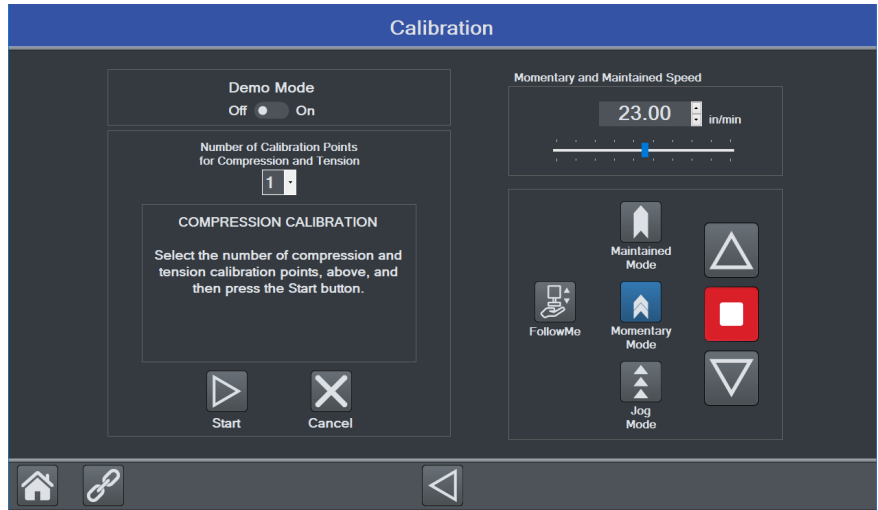 Calibration
Demo Mode
Off On
Number of Calibration Points
for Compression and Tension
1
COMPRESSION CALIBRATION
Select the number of compression and
tension calibration points, above, and
then press the Start button.
Start Cancel
Momentary and Maintained Speed
23.00 in/min
Maintained
Mode
FollowMe
Momentary
Mode
Jog
Mode